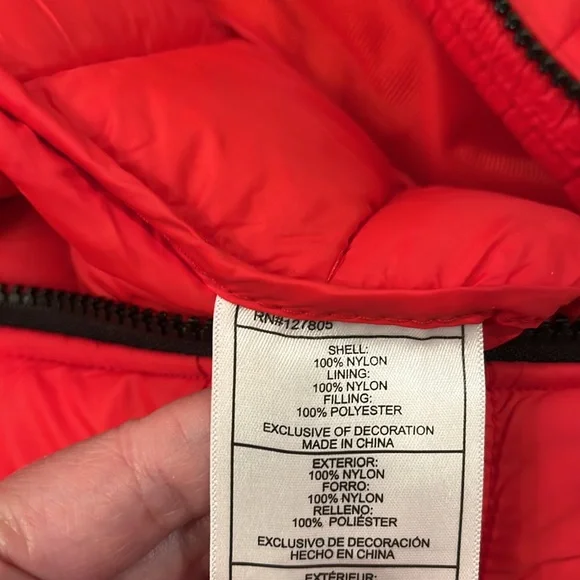 RN#127805
SHELL:
100% NYLON
LINING:
100% NYLON
FILLING:
100% POLYESTER
EXCLUSIVE OF DECORATION
MADE IN CHINA
EXTERIOR:
100% NYLON
FORRO:
100% NYLON
RELLENO:
100% POLIÉSTER
EXCLUSIVO DE DECORACIÓN
HECHO EN CHINA
EXTÉRIEUR: